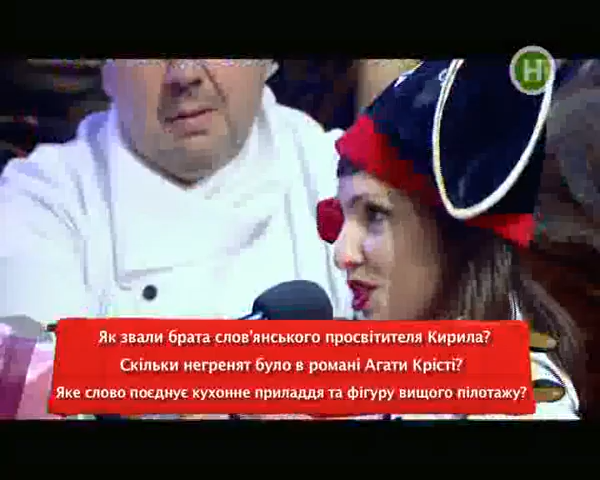 Н
Як звали брата слов'янського просвітителя Кирила?
Скільки негренят було в романі Агати Крісті?
Яке слово поєднує кухонне приладдя та фігуру вищого пілотажу?